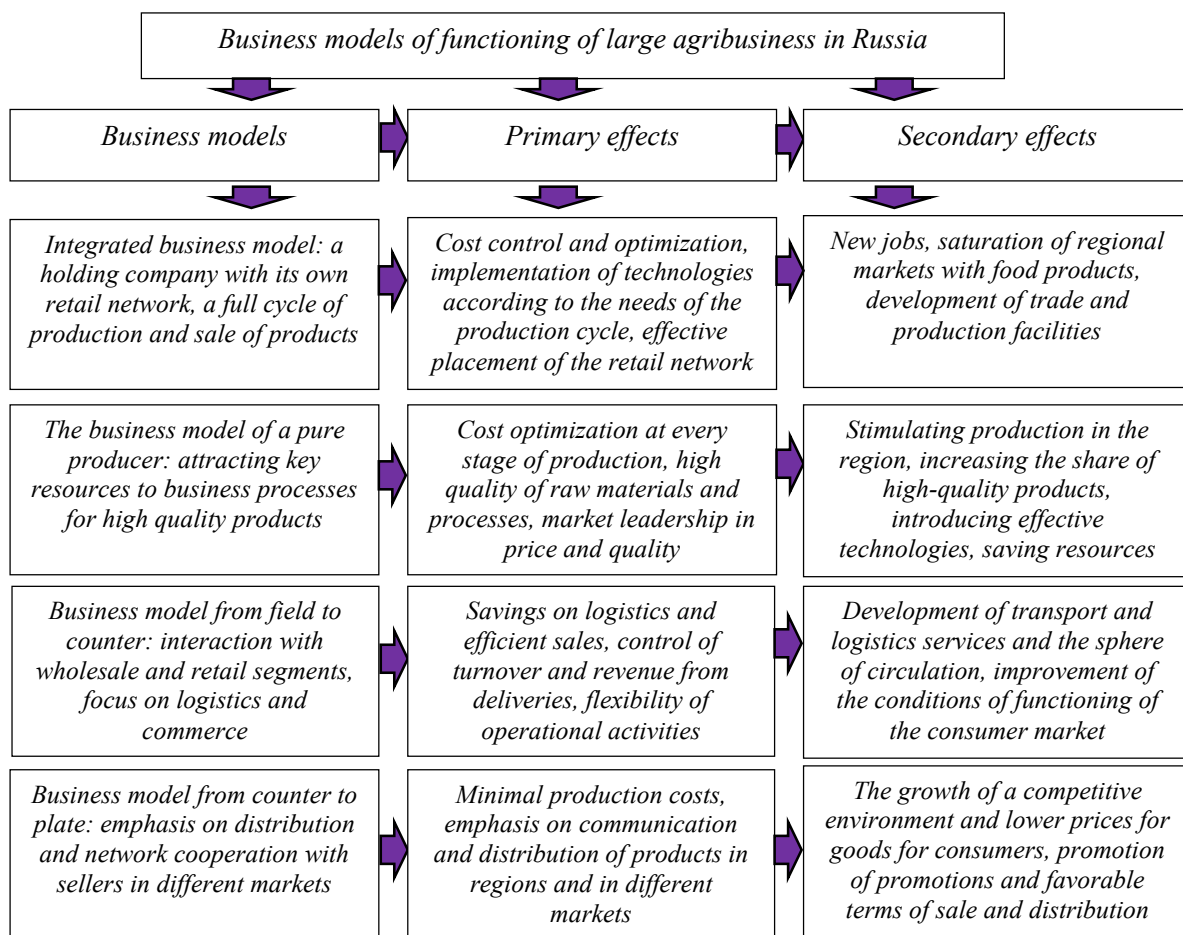 Business models of functioning of large agribusiness in Russia
Business models
Primary effects
Secondary effects
Integrated business model: a
holding company with its own
retail network, a full cycle of
production and sale of products
Cost control and optimization,
implementation of technologies
according to the needs of the
production cycle, effective
placement of the retail network
New jobs, saturation of regional
markets with food products,
development of trade and
production facilities
The business model of a pure
producer: attracting key
resources to business processes
for high quality products
Cost optimization at every
stage of production, high
quality of raw materials and
processes, market leadership in
price and quality
Stimulating production in the
region, increasing the share of
high-quality products,
introducing effective
technologies, saving resources
Business model from field to
counter: interaction with
wholesale and retail segments,
focus on logistics and
commerce
Savings on logistics and
efficient sales, control of
turnover and revenue from
deliveries, flexibility of
operational activities
Development of transport and
logistics services and the sphere
of circulation, improvement of
the conditions of functioning of
the consumer market
Business model from counter to
plate: emphasis on distribution
and network cooperation with
sellers in different markets
Minimal production costs,
emphasis on communication
and distribution of products in
regions and in different
markets
The growth of a competitive
environment and lower prices for
goods for consumers, promotion
of promotions and favorable
terms of sale and distribution